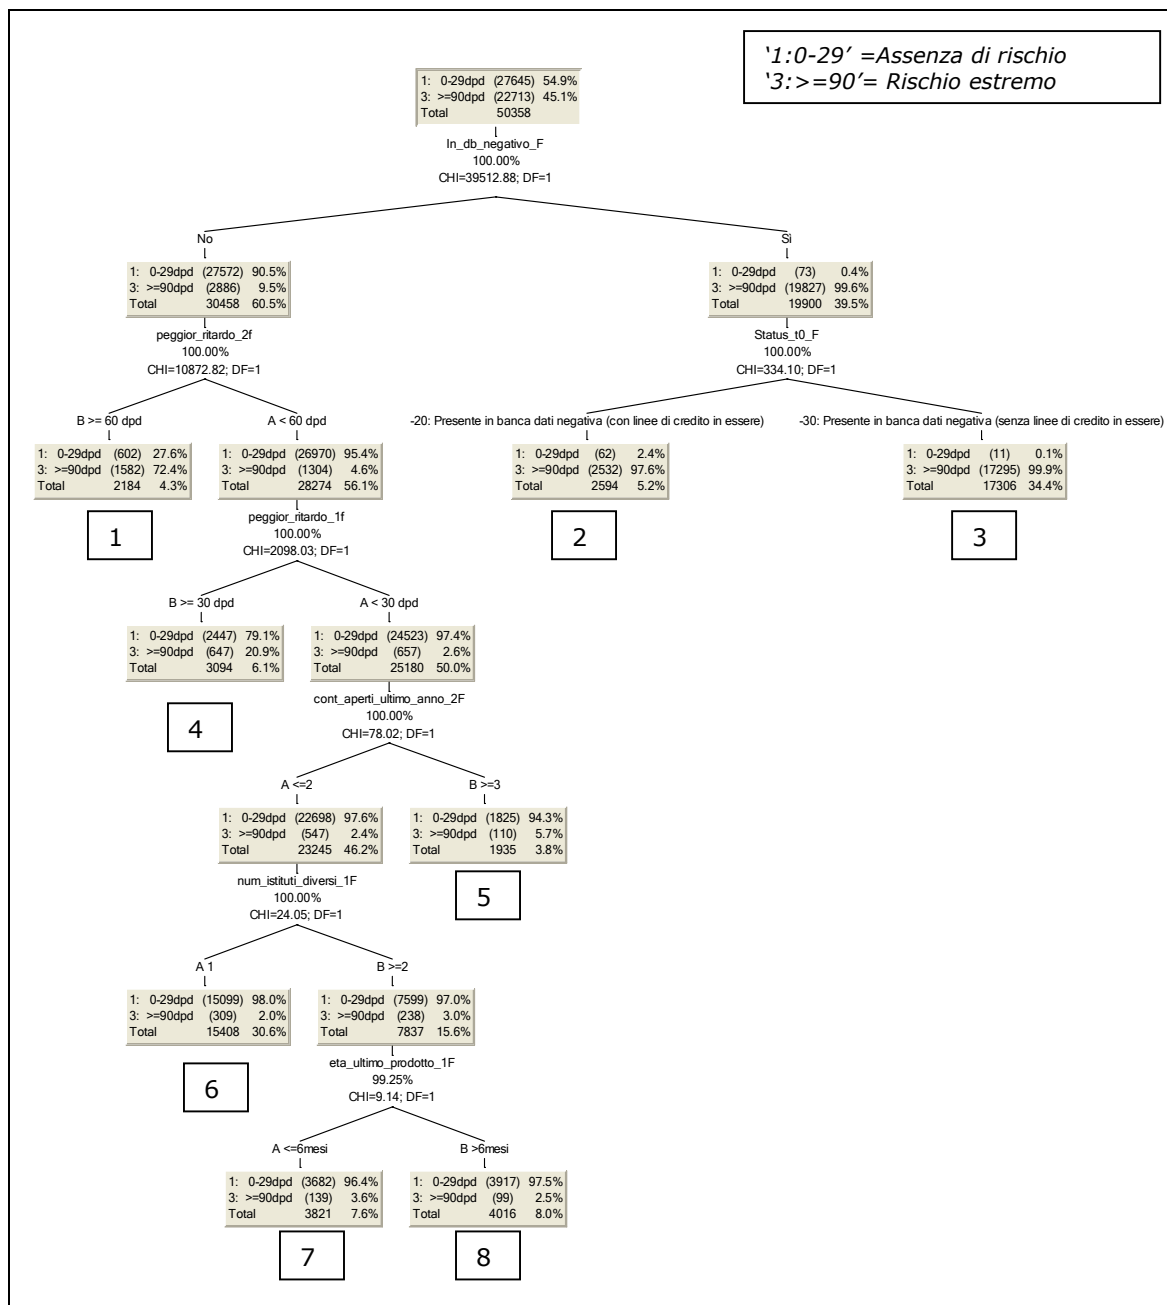 ‘1:0-29’ =Assenza di rischio
‘3:>=90’= Rischio estremo
1: 0-29dpd (27645) 54.9%
3: >=90dpd (22713) 45.1%
Total 50358
In_db_negativo_F
100.00%
CHI=39512.88; DF=1
No
Sì
1: 0-29dpd (27572) 90.5%
3: >=90dpd (2886) 9.5%
Total 30458 60.5%
1: 0-29dpd (73) 0.4%
3: >=90dpd (19827) 99.6%
Total 19900 39.5%
peggior_ritardo_2f
100.00%
CHI=10872.82; DF=1
Status_t0_F
100.00%
CHI=334.10; DF=1
B >= 60 dpd
A < 60 dpd
-20: Presente in banca dati negativa (con linee di credito in essere)
-30: Presente in banca dati negativa (senza linee di credito in essere)
1: 0-29dpd (602) 27.6%
3: >=90dpd (1582) 72.4%
Total 2184 4.3%
1: 0-29dpd (26970) 95.4%
3: >=90dpd (1304) 4.6%
Total 28274 56.1%
1: 0-29dpd (62) 2.4%
3: >=90dpd (2532) 97.6%
Total 2594 5.2%
1: 0-29dpd (11) 0.1%
3: >=90dpd (17295) 99.9%
Total 17306 34.4%
1
2
3
peggior_ritardo_1f
100.00%
CHI=2098.03; DF=1
B >= 30 dpd
A < 30 dpd
1: 0-29dpd (2447) 79.1%
3: >=90dpd (647) 20.9%
Total 3094 6.1%
1: 0-29dpd (24523) 97.4%
3: >=90dpd (657) 2.6%
Total 25180 50.0%
4
cont_aperti_ultimo_anno_2F
100.00%
CHI=78.02; DF=1
A <=2
B >=3
1: 0-29dpd (22698) 97.6%
3: >=90dpd (547) 2.4%
Total 23245 46.2%
1: 0-29dpd (1825) 94.3%
3: >=90dpd (110) 5.7%
Total 1935 3.8%
5
num_istituti_diversi_1F
100.00%
CHI=24.05; DF=1
A 1
B >=2
1: 0-29dpd (15099) 98.0%
3: >=90dpd (309) 2.0%
Total 15408 30.6%
1: 0-29dpd (7599) 97.0%
3: >=90dpd (238) 3.0%
Total 7837 15.6%
6
eta_ultimo_prodotto_1F
99.25%
CHI=9.14; DF=1
A <=6mesi
B >6mesi
1: 0-29dpd (3682) 96.4%
3: >=90dpd (139) 3.6%
Total 3821 7.6%
1: 0-29dpd (3917) 97.5%
3: >=90dpd (99) 2.5%
Total 4016 8.0%
7
8